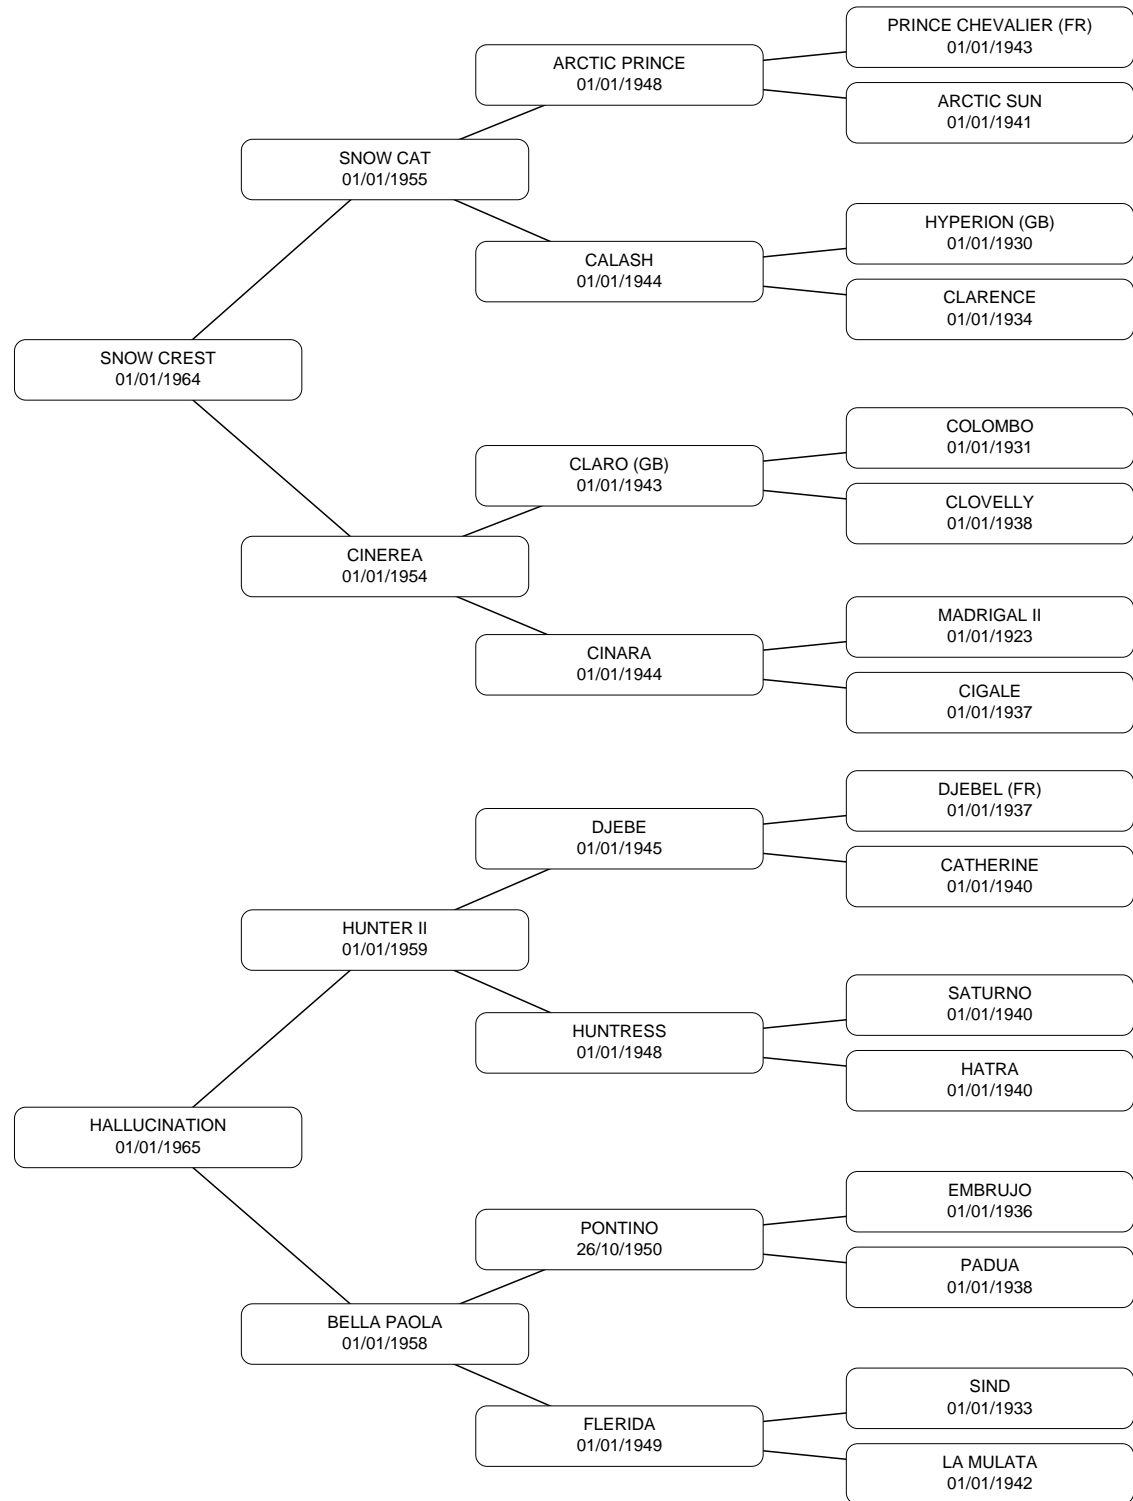 PRINCE CHEVALIER (FR)
01/01/1943
ARCTIC PRINCE
01/01/1948
ARCTIC SUN
01/01/1941
SNOW CAT
01/01/1955
HYPERION (GB)
01/01/1930
CALASH
01/01/1944
CLARENCE
01/01/1934
SNOW CREST
01/01/1964
COLOMBO
01/01/1931
CLARO (GB)
01/01/1943
CLOVELLY
01/01/1938
CINEREA
01/01/1954
MADRIGAL II
01/01/1923
CINARA
01/01/1944
CIGALE
01/01/1937
DJEBEL (FR)
01/01/1937
DJEBE
01/01/1945
CATHERINE
01/01/1940
HUNTER II
01/01/1959
SATURNO
01/01/1940
HUNTRESS
01/01/1948
HATRA
01/01/1940
HALLUCINATION
01/01/1965
EMBRUJO
01/01/1936
PONTINO
26/10/1950
PADUA
01/01/1938
BELLA PAOLA
01/01/1958
SIND
01/01/1933
FLERIDA
01/01/1949
LA MULATA
01/01/1942